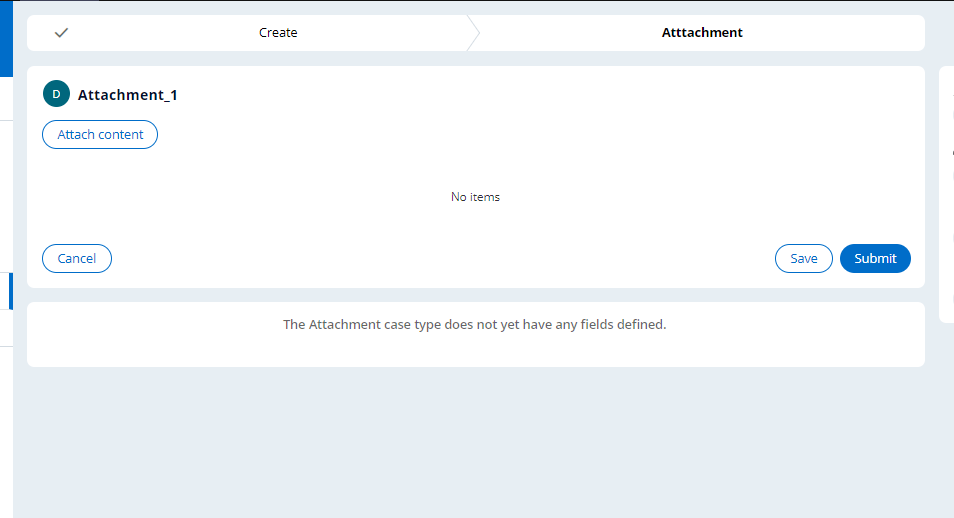 Create
Atttachment
D
Attachment_1
Attach content
No items
Cancel
Save
Submit
The Attachment case type does not yet have any fields defined.